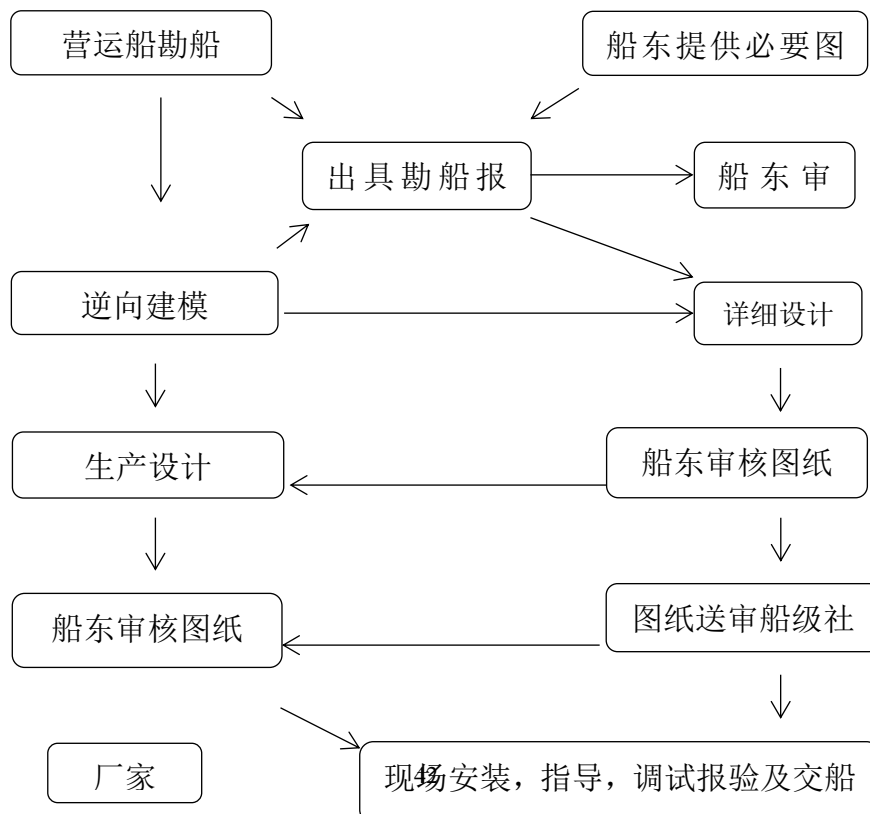 营运船勘船
船东提供必要图
出具勘船报
船东审
逆向建模
详细设计
生产设计
船东审核图纸
船东审核图纸
图纸送审船级社
厂家
现场安装，指导，调试报验及交船
42